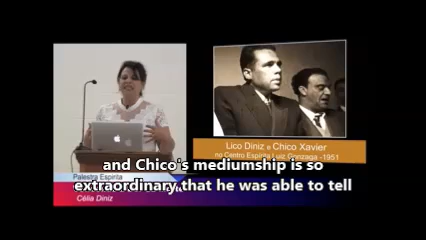 Lico Diniz e Chico Xavier
no Centro Espírita Luiz Gonzaga -1951
and Chico's mediumship is so
extraordinary that he was able to tell
Palestra Espírita
Célia Diniz